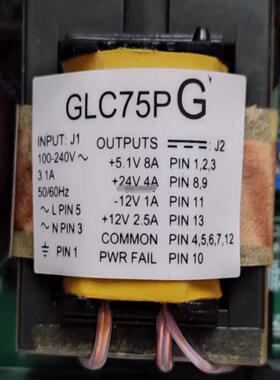 GLC75P G
INPUT: J1 OUTPUTS ⎓ : J2
100-240V ~ +5.1V 8A PIN 1,2,3
3.1A +24V 4A PIN 8,9
50/60Hz -12V 1A PIN 11
~ L PIN 5 +12V 2.5A PIN 13
~ N PIN 3 COMMON PIN 4,5,6,7,12
⏚ PIN 1 PWR FAIL PIN 10